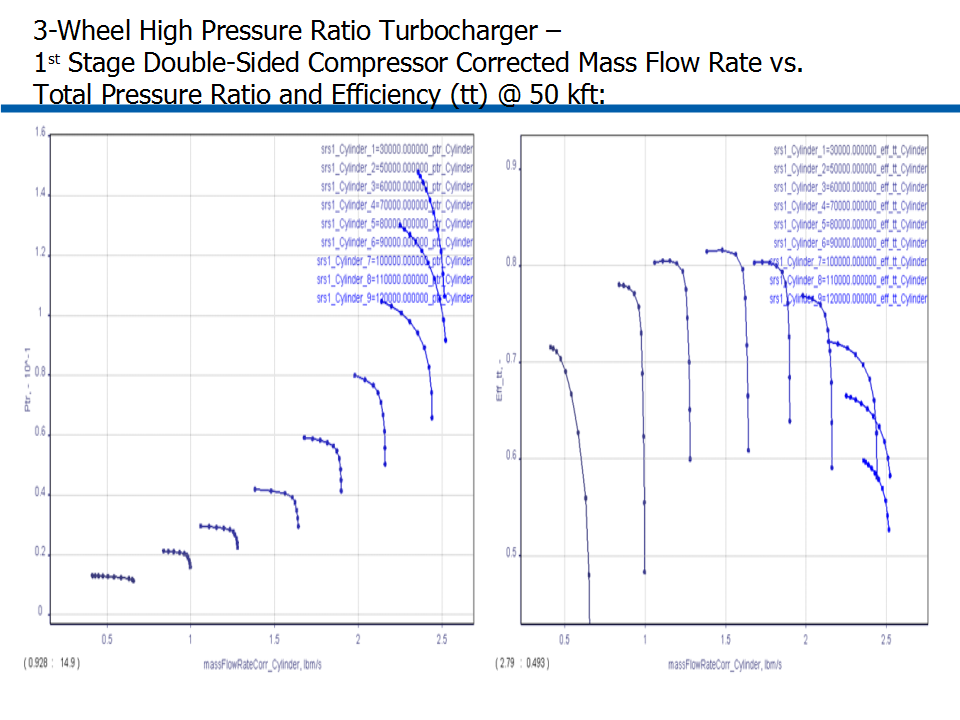 3-Wheel High Pressure Ratio Turbocharger –
1st Stage Double-Sided Compressor Corrected Mass Flow Rate vs.
Total Pressure Ratio and Efficiency (tt) @ 50 kft:
1.6
1.4
1.2
1
0.8
0.6
0.4
0.2
0
Ptr, - 10^-1
srs1_Cylinder_1=30000.000000_ptr_Cylinder
srs1_Cylinder_2=50000.000000_ptr_Cylinder
srs1_Cylinder_3=60000.000000_ptr_Cylinder
srs1_Cylinder_4=70000.000000_ptr_Cylinder
srs1_Cylinder_5=80000.000000_ptr_Cylinder
srs1_Cylinder_6=90000.000000_ptr_Cylinder
srs1_Cylinder_7=100000.000000_ptr_Cylinder
srs1_Cylinder_8=110000.000000_ptr_Cylinder
srs1_Cylinder_9=120000.000000_ptr_Cylinder
0.5 1 1.5 2 2.5
( 0.928 : 14.9 )
massFlowRateCorr_Cylinder, lbm/s
0.9
0.8
0.7
0.6
0.5
Eff_tt, -
srs1_Cylinder_1=30000.000000_eff_tt_Cylinder
srs1_Cylinder_2=50000.000000_eff_tt_Cylinder
srs1_Cylinder_3=60000.000000_eff_tt_Cylinder
srs1_Cylinder_4=70000.000000_eff_tt_Cylinder
srs1_Cylinder_5=80000.000000_eff_tt_Cylinder
srs1_Cylinder_6=90000.000000_eff_tt_Cylinder
srs1_Cylinder_7=100000.000000_eff_tt_Cylinder
srs1_Cylinder_8=110000.000000_eff_tt_Cylinder
srs1_Cylinder_9=120000.000000_eff_tt_Cylinder
0.5 1 1.5 2 2.5
( 2.79 : 0.493 )
massFlowRateCorr_Cylinder, lbm/s